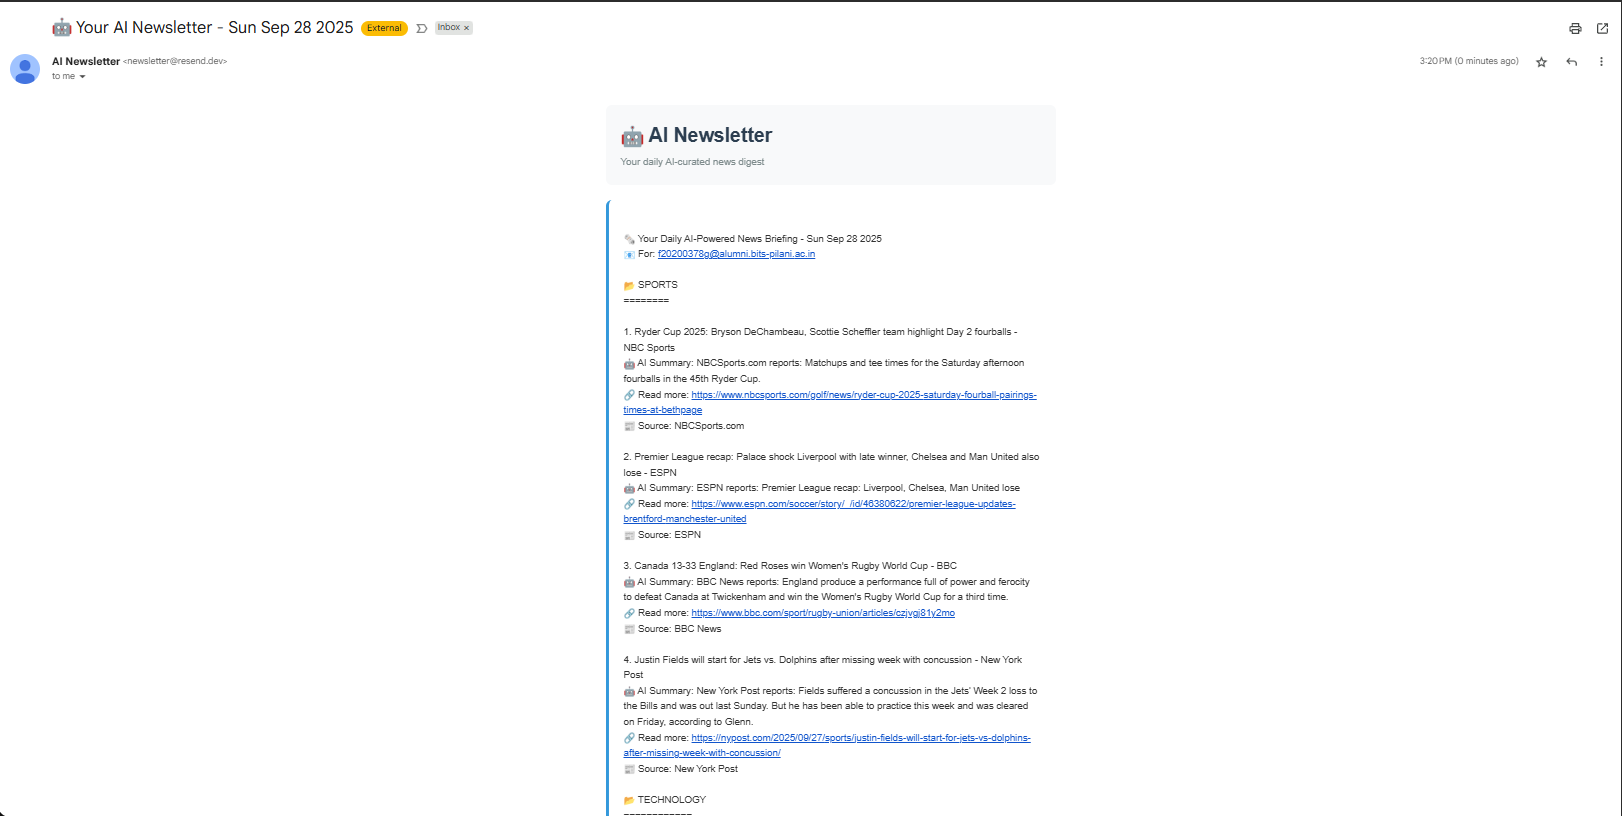 🤖 Your AI Newsletter - Sun Sep 28 2025 External Inbox ×
AI Newsletter <newsletter@resend.dev>
to me
3:20 PM (0 minutes ago)
🤖 AI Newsletter
Your daily AI-curated news digest
🗞️ Your Daily AI-Powered News Briefing - Sun Sep 28 2025
📧 For: f20200378g@alumni.bits-pilani.ac.in
📂 SPORTS
========
1. Ryder Cup 2025: Bryson DeChambeau, Scottie Scheffler team highlight Day 2 fourballs -
NBC Sports
🤖 AI Summary: NBCSports.com reports: Matchups and tee times for the Saturday afternoon
fourballs in the 45th Ryder Cup.
🔗 Read more: https://www.nbcsports.com/golf/news/ryder-cup-2025-saturday-fourball-pairings-
times-at-bethpage
📰 Source: NBCSports.com
2. Premier League recap: Palace shock Liverpool with late winner, Chelsea and Man United also
lose - ESPN
🤖 AI Summary: ESPN reports: Premier League recap: Liverpool, Chelsea, Man United lose
🔗 Read more: https://www.espn.com/soccer/story/_/id/46380622/premier-league-updates-
brentford-manchester-united
📰 Source: ESPN
3. Canada 13-33 England: Red Roses win Women's Rugby World Cup - BBC
🤖 AI Summary: BBC News reports: England produce a performance full of power and ferocity
to defeat Canada at Twickenham and win the Women's Rugby World Cup for a third time.
🔗 Read more: https://www.bbc.com/sport/rugby-union/articles/czjvgj81y2mo
📰 Source: BBC News
4. Justin Fields will start for Jets vs. Dolphins after missing week with concussion - New York
Post
🤖 AI Summary: New York Post reports: Fields suffered a concussion in the Jets' Week 2 loss to
the Bills and was out last Sunday. But he has been able to practice this week and was cleared
on Friday, according to Glenn.
🔗 Read more: https://nypost.com/2025/09/27/sports/justin-fields-will-start-for-jets-vs-dolphins-
after-missing-week-with-concussion/
📰 Source: New York Post
📂 TECHNOLOGY
============